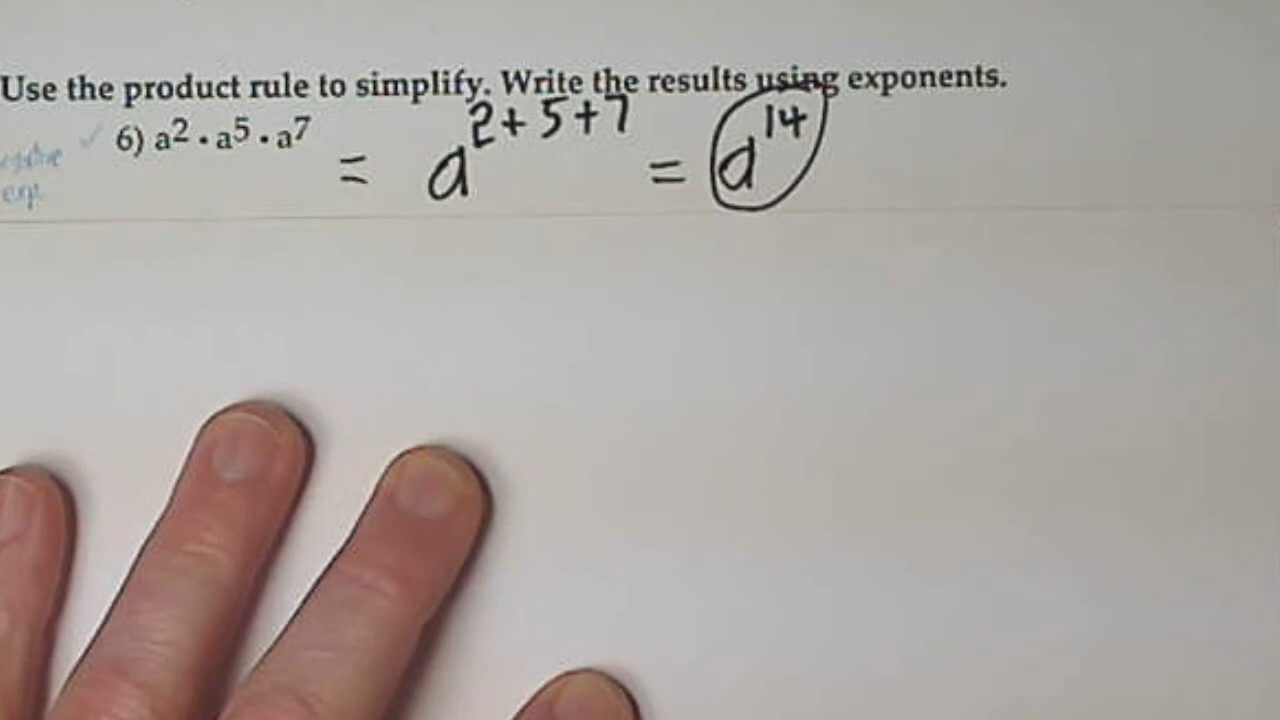 Use the product rule to simplify. Write the results using exponents.
6) a² · a⁵ · a⁷ = a²⁺⁵⁺⁷ = a¹⁴